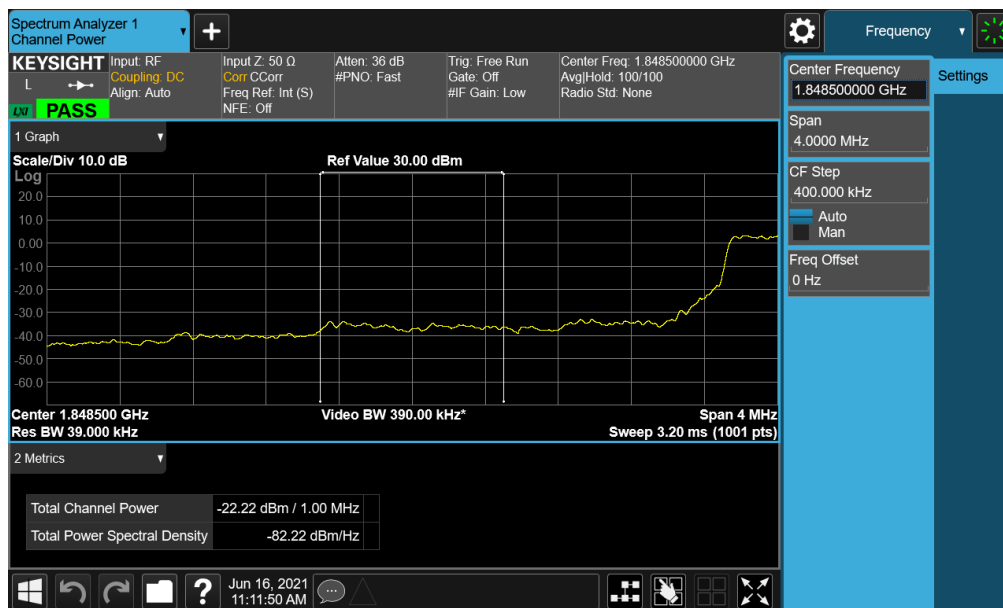 Spectrum Analyzer 1
Channel Power
Frequency
KEYSIGHT
L
LXI
PASS
Input: RF
Coupling: DC
Align: Auto
Input Z: 50 Ω
Corr CCorr
Freq Ref: Int (S)
NFE: Off
Atten: 36 dB
#PNO: Fast
Trig: Free Run
Gate: Off
#IF Gain: Low
Center Freq: 1.848500000 GHz
Avg|Hold: 100/100
Radio Std: None
Center Frequency
1.848500000 GHz
Settings
Span
4.0000 MHz
CF Step
400.000 kHz
Auto
Man
Freq Offset
0 Hz
1 Graph
Scale/Div 10.0 dB
Ref Value 30.00 dBm
Log
20.0
10.0
0.00
-10.0
-20.0
-30.0
-40.0
-50.0
-60.0
Center 1.848500 GHz
Video BW 390.00 kHz*
Span 4 MHz
Res BW 39.000 kHz
Sweep 3.20 ms (1001 pts)
2 Metrics
Total Channel Power -22.22 dBm / 1.00 MHz
Total Power Spectral Density -82.22 dBm/Hz
Jun 16, 2021
11:11:50 AM